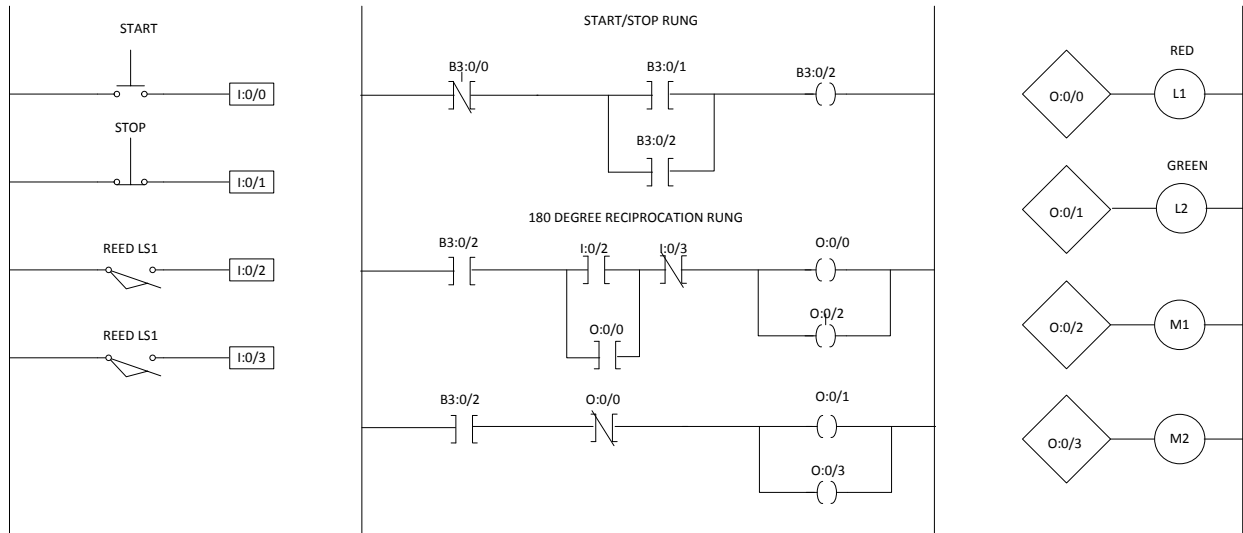 START
I:0/0
STOP
I:0/1
REED LS1
I:0/2
REED LS1
I:0/3
START/STOP RUNG
B3:0/0
B3:0/1
B3:0/2
B3:0/2
180 DEGREE RECIPROCATION RUNG
B3:0/2
I:0/2
I:0/3
O:0/0
O:0/0
O:0/2
B3:0/2
O:0/0
O:0/1
O:0/3
RED
O:0/0
L1
GREEN
O:0/1
L2
O:0/2
M1
O:0/3
M2